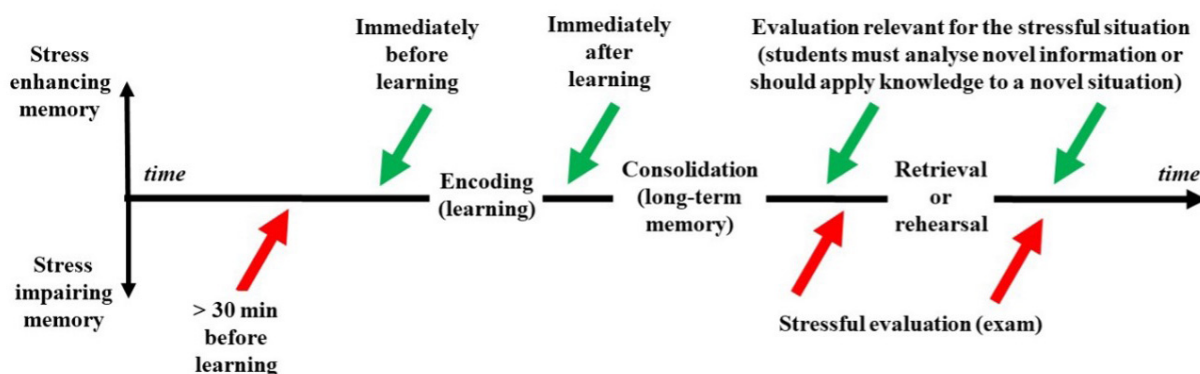 Stress
enhancing
memory
Immediately
before
learning
Immediately
after
learning
Evaluation relevant for the stressful situation
(students must analyse novel information or
should apply knowledge to a novel situation)
time
Encoding
(learning)
Consolidation
(long-term
memory)
Retrieval
or
rehearsal
time
Stress
impairing
memory
> 30 min
before
learning
Stressful evaluation (exam)